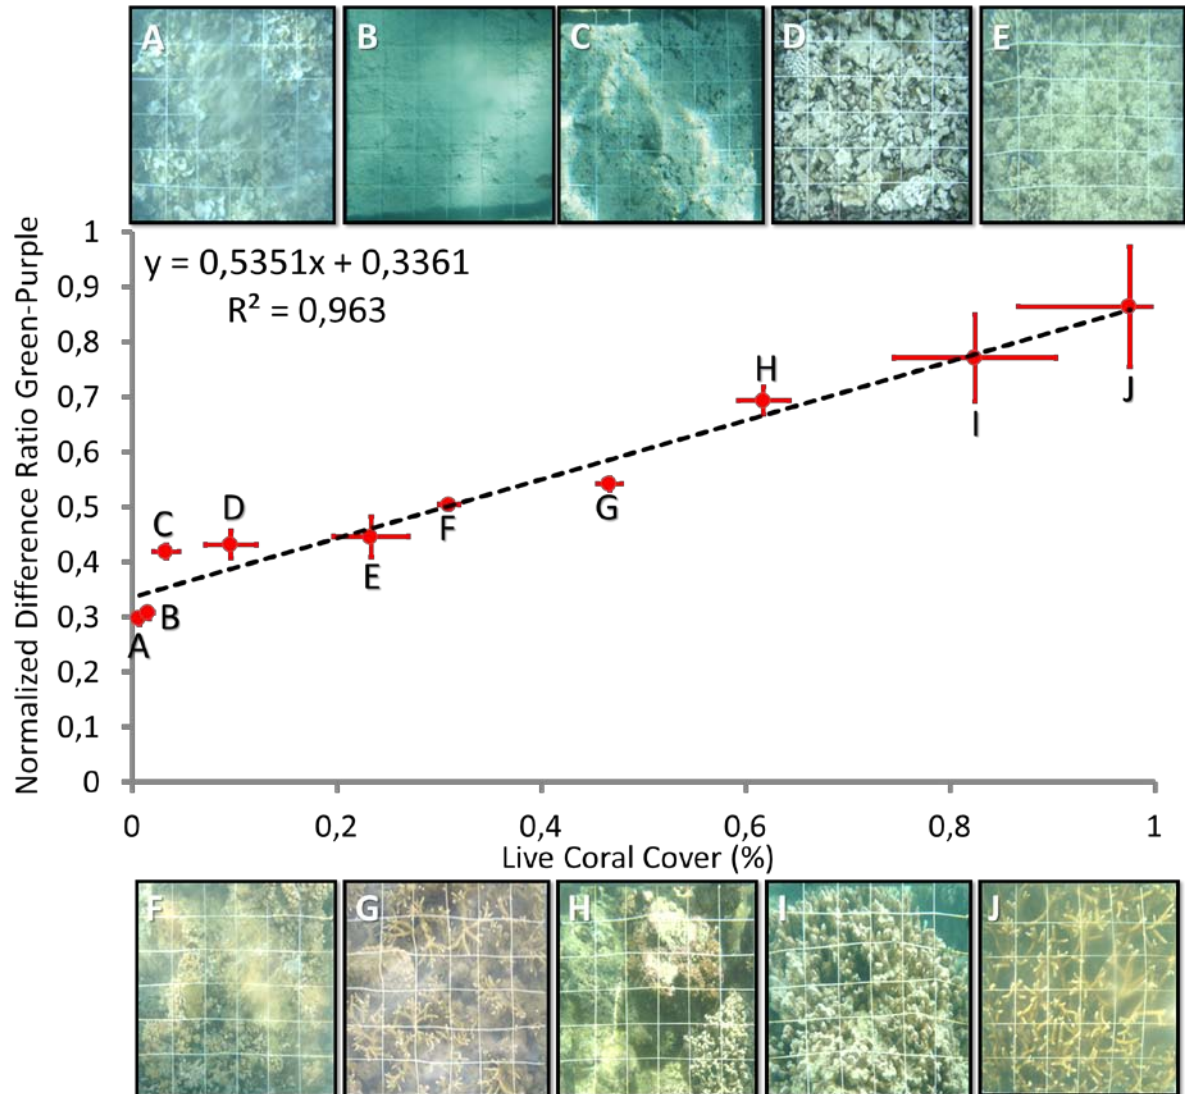 A
B
C
D
E
Normalized Difference Ratio Green-Purple
y = 0,5351x + 0,3361
R² = 0,963
1
0,9
0,8
0,7
0,6
0,5
0,4
0,3
0,2
0,1
0
A
B
C
D
E
F
G
H
I
J
0
0,2
0,4
0,6
0,8
1
Live Coral Cover (%)
F
G
H
I
J